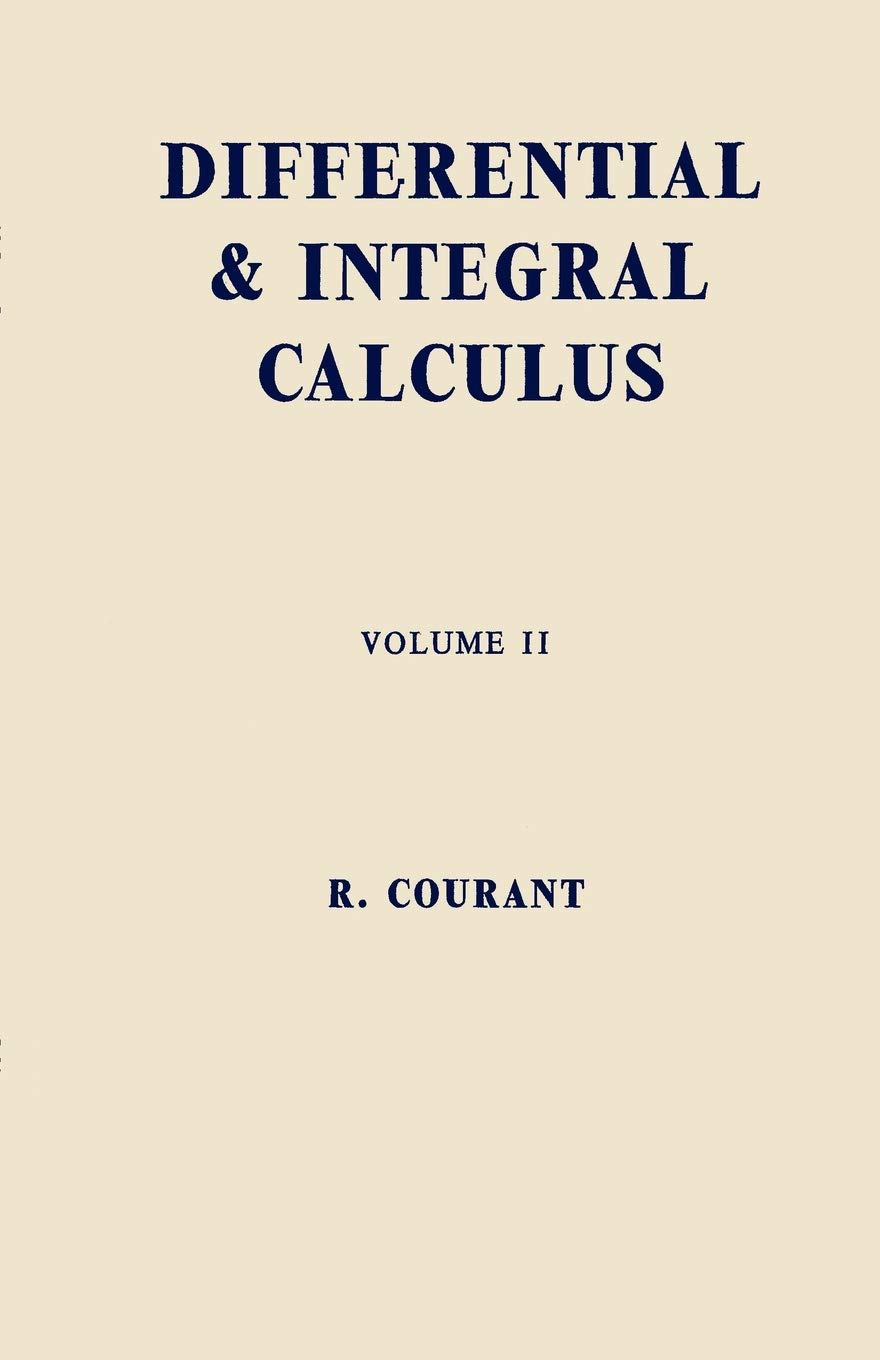 DIFFERENTIAL
& INTEGRAL
CALCULUS
VOLUME II
R. COURANT